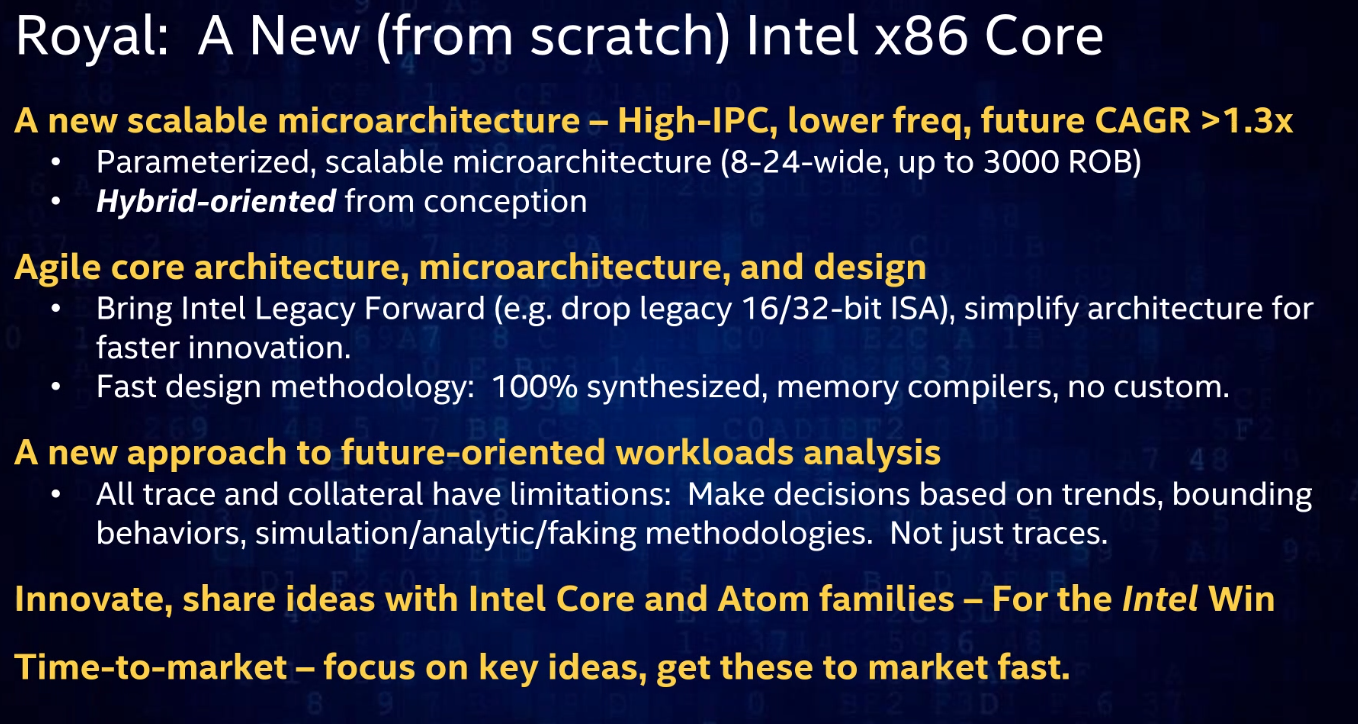 Royal:  A New (from scratch) Intel x86 Core
A new scalable microarchitecture – High-IPC, lower freq, future CAGR >1.3x
• Parameterized, scalable microarchitecture (8-24-wide, up to 3000 ROB)
• Hybrid-oriented from conception
Agile core architecture, microarchitecture, and design
• Bring Intel Legacy Forward (e.g. drop legacy 16/32-bit ISA), simplify architecture for
faster innovation.
• Fast design methodology:  100% synthesized, memory compilers, no custom.
A new approach to future-oriented workloads analysis
• All trace and collateral have limitations:  Make decisions based on trends, bounding
behaviors, simulation/analytic/faking methodologies.  Not just traces.
Innovate, share ideas with Intel Core and Atom families – For the Intel Win
Time-to-market – focus on key ideas, get these to market fast.